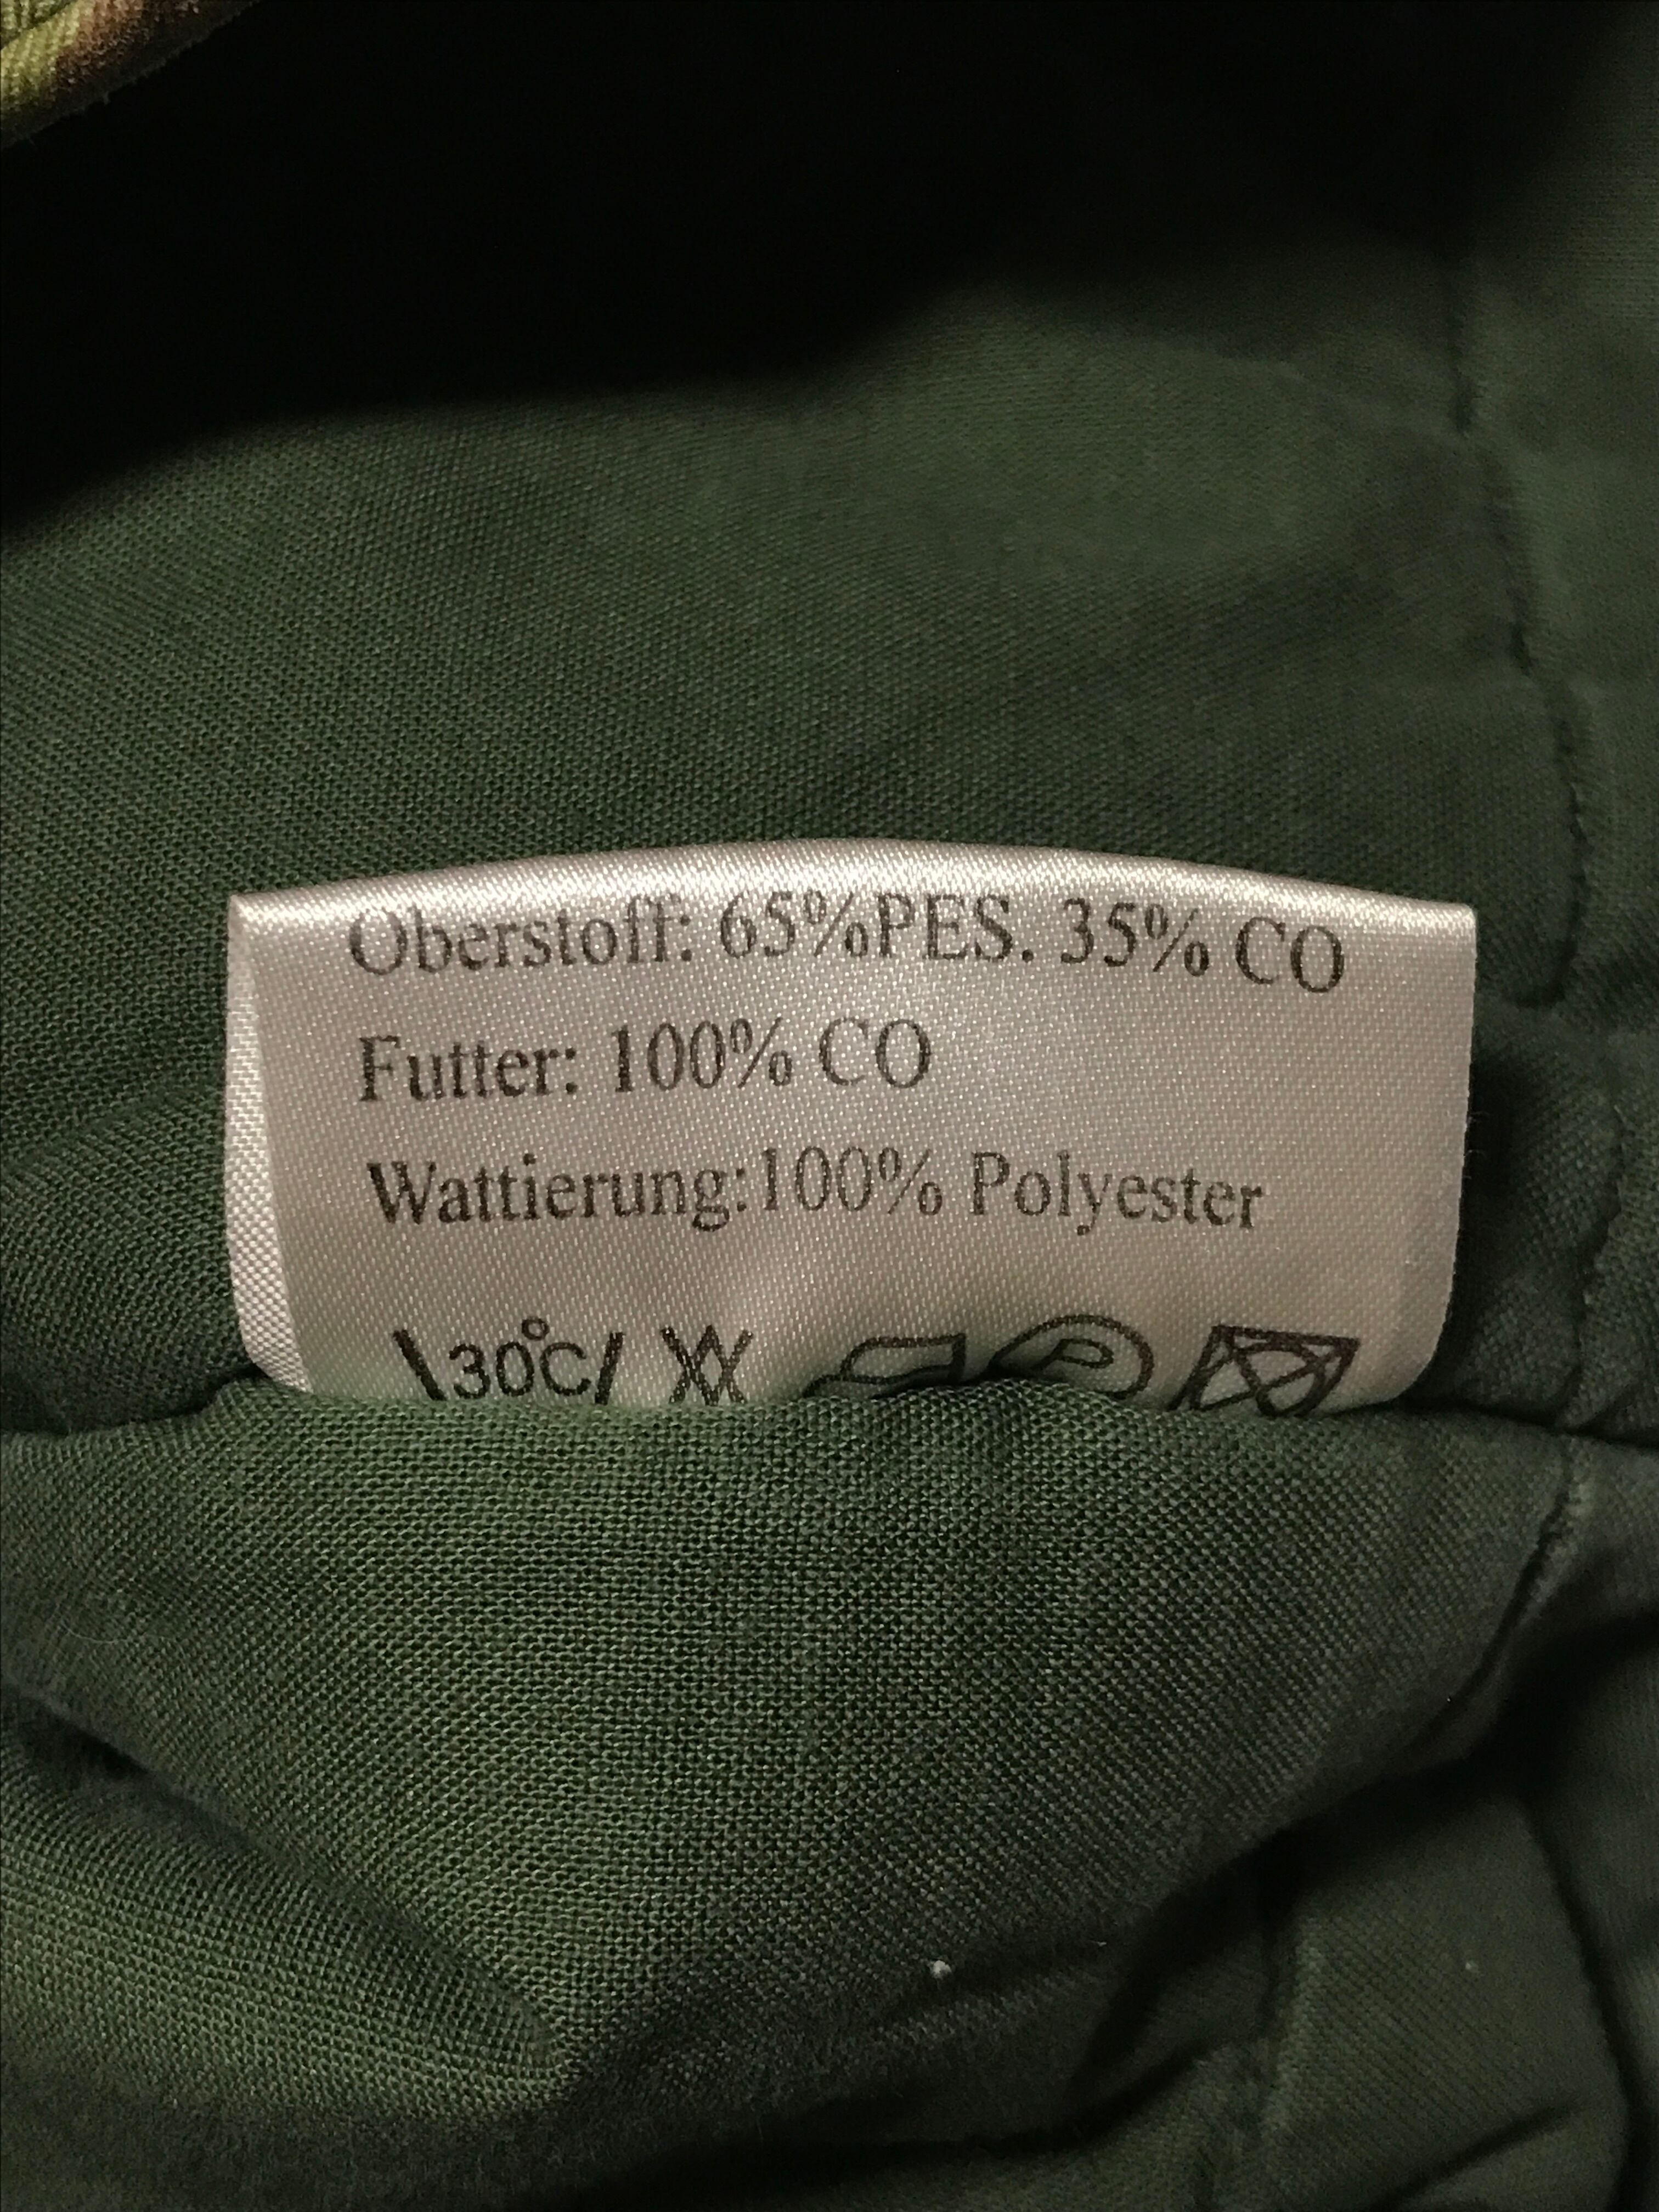 Oberstoff: 65%PES. 35% CO
Futter: 100% CO
Wattierung:100% Polyester
30°C P